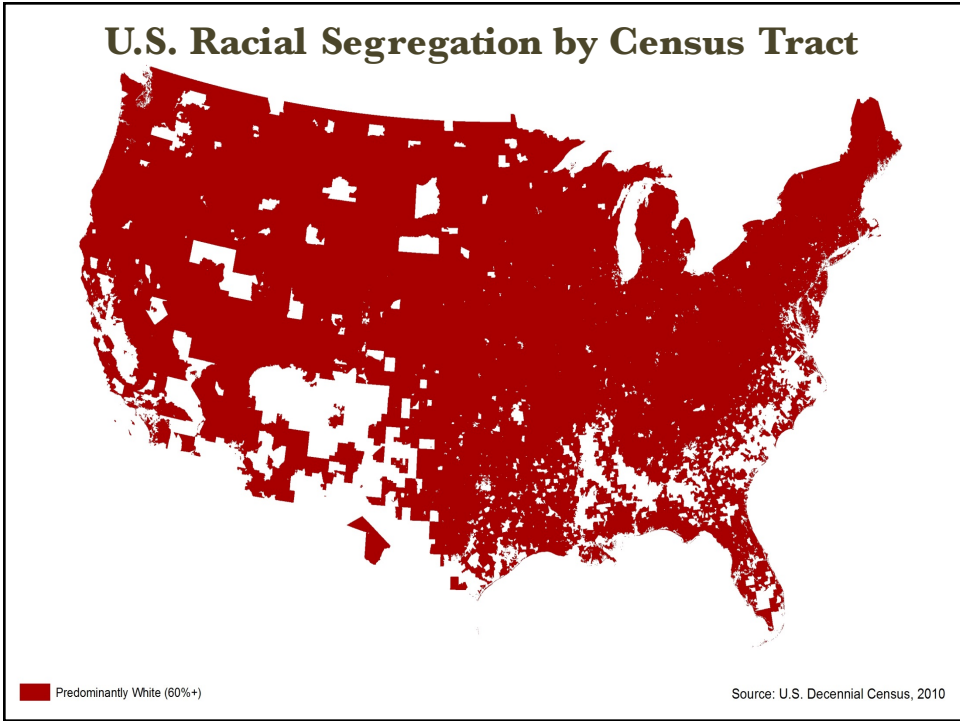 U.S. Racial Segregation by Census Tract
Predominantly White (60%+)
Source: U.S. Decennial Census, 2010